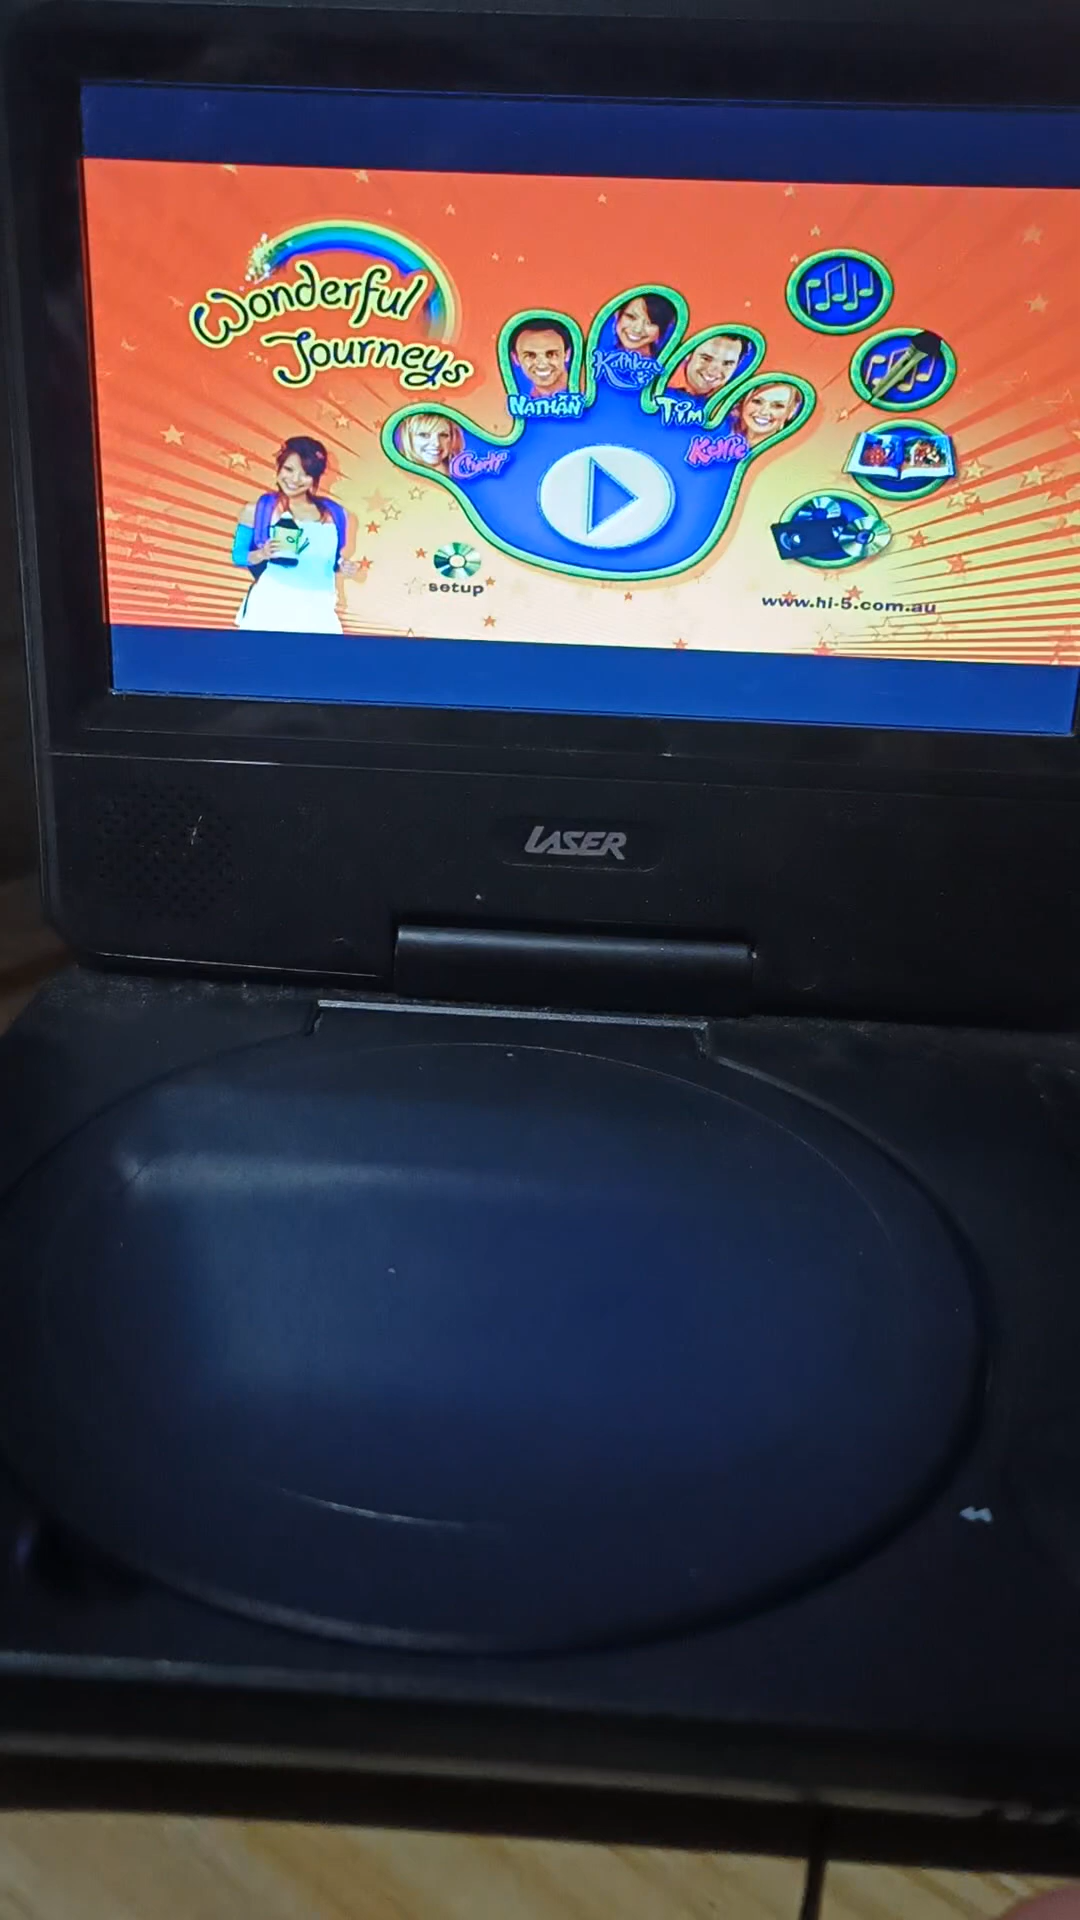 Wonderful
Journeys
Nathan
Kathleen
Tim
Charli
Kellie
setup
www.hi-5.com.au
LASER